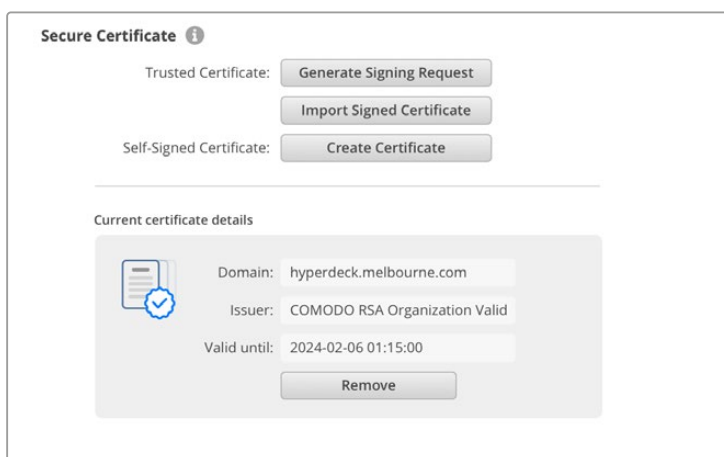 Secure Certificate
Trusted Certificate: Generate Signing Request
Import Signed Certificate
Self-Signed Certificate: Create Certificate
Current certificate details
Domain: hyperdeck.melbourne.com
Issuer: COMODO RSA Organization Valid
Valid until: 2024-02-06 01:15:00
Remove